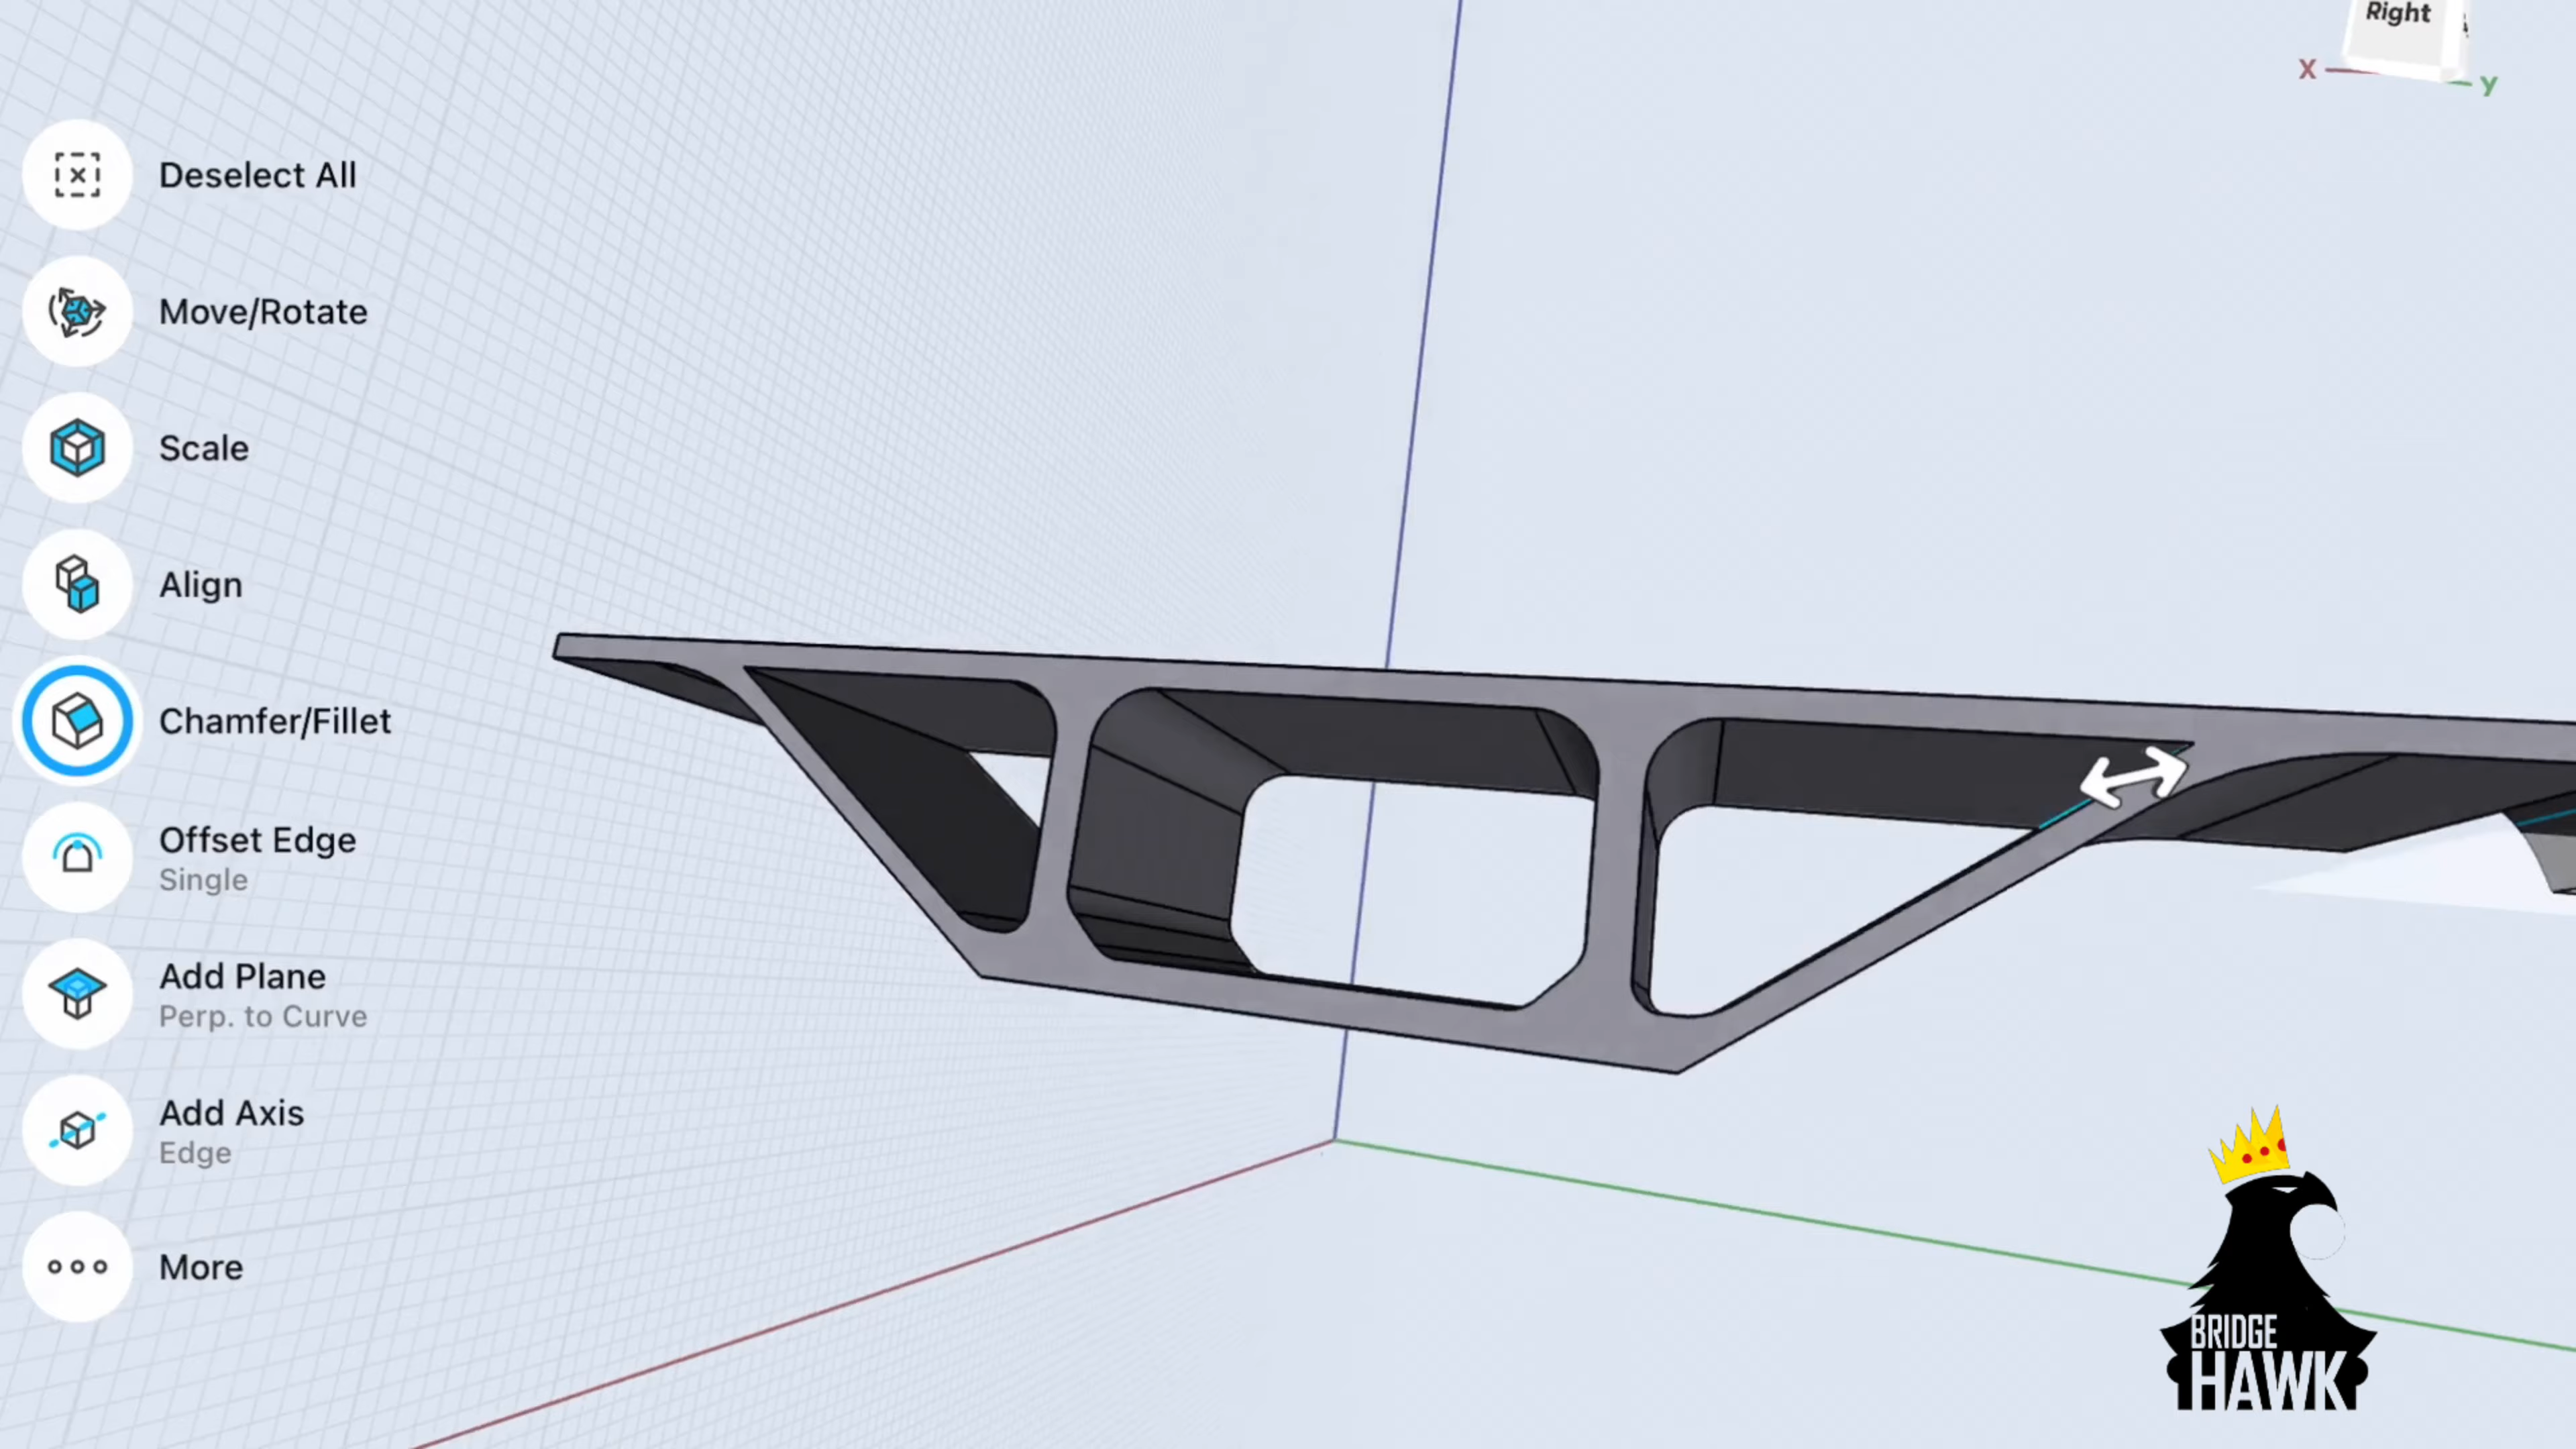 Right
X
y
Deselect All
Move/Rotate
Scale
Align
Chamfer/Fillet
Offset Edge
Single
Add Plane
Perp. to Curve
Add Axis
Edge
More
BRIDGE
HAWK